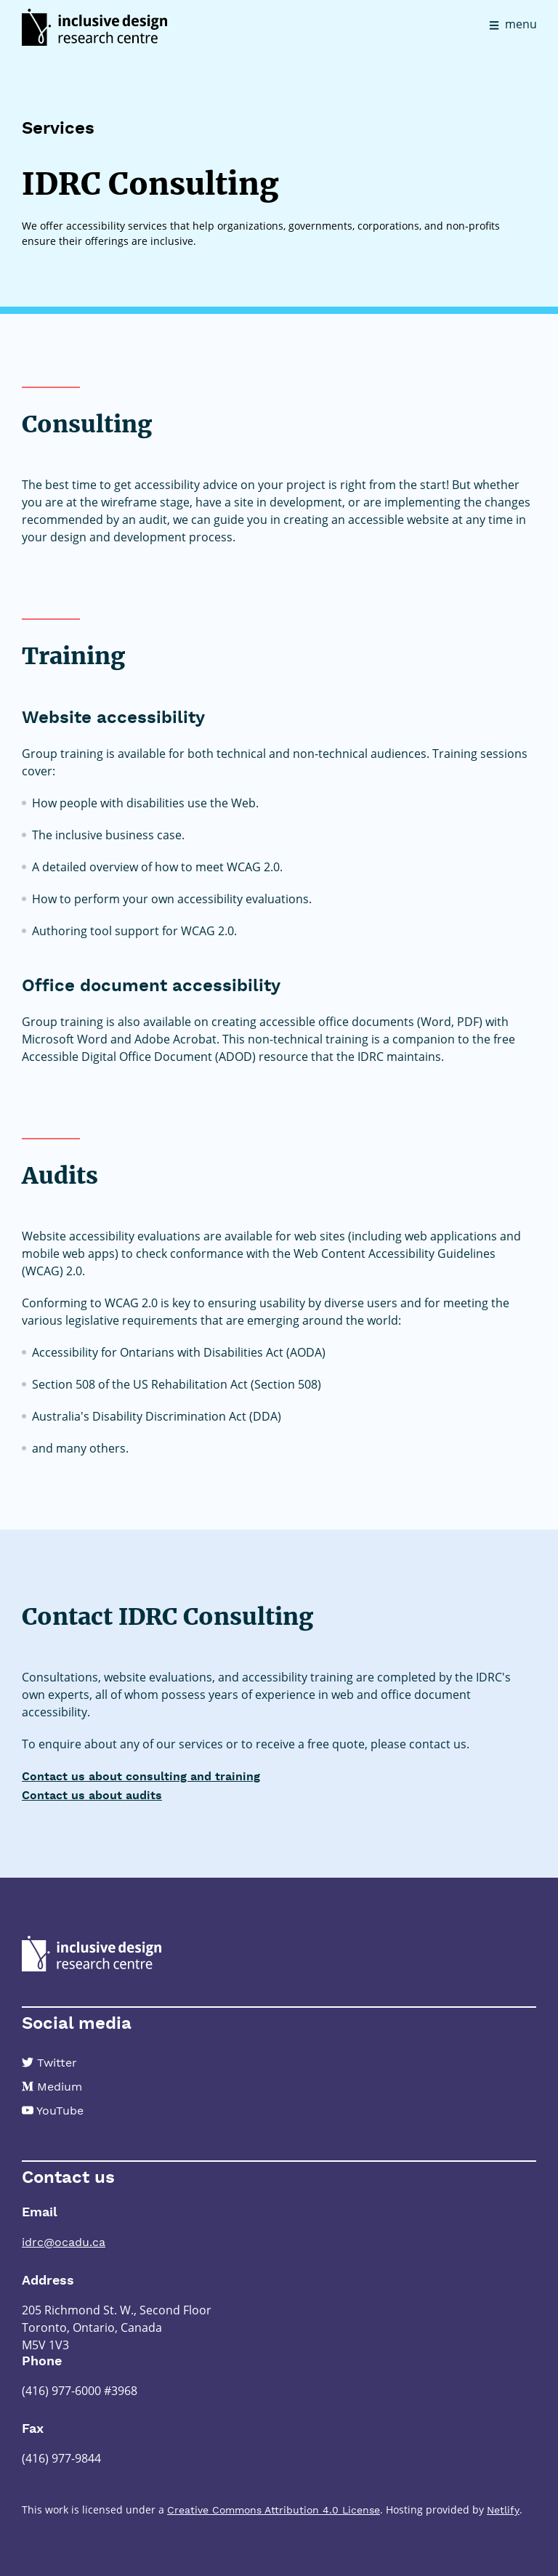 inclusive design
research centre
menu
Services
IDRC Consulting
We offer accessibility services that help organizations, governments, corporations, and non-profits
ensure their offerings are inclusive.
Consulting
The best time to get accessibility advice on your project is right from the start! But whether
you are at the wireframe stage, have a site in development, or are implementing the changes
recommended by an audit, we can guide you in creating an accessible website at any time in
your design and development process.
Training
Website accessibility
Group training is available for both technical and non-technical audiences. Training sessions
cover:
How people with disabilities use the Web.
The inclusive business case.
A detailed overview of how to meet WCAG 2.0.
How to perform your own accessibility evaluations.
Authoring tool support for WCAG 2.0.
Office document accessibility
Group training is also available on creating accessible office documents (Word, PDF) with
Microsoft Word and Adobe Acrobat. This non-technical training is a companion to the free
Accessible Digital Office Document (ADOD) resource that the IDRC maintains.
Audits
Website accessibility evaluations are available for web sites (including web applications and
mobile web apps) to check conformance with the Web Content Accessibility Guidelines
(WCAG) 2.0.
Conforming to WCAG 2.0 is key to ensuring usability by diverse users and for meeting the
various legislative requirements that are emerging around the world:
Accessibility for Ontarians with Disabilities Act (AODA)
Section 508 of the US Rehabilitation Act (Section 508)
Australia's Disability Discrimination Act (DDA)
and many others.
Contact IDRC Consulting
Consultations, website evaluations, and accessibility training are completed by the IDRC's
own experts, all of whom possess years of experience in web and office document
accessibility.
To enquire about any of our services or to receive a free quote, please contact us.
Contact us about consulting and training
Contact us about audits
inclusive design
research centre
Social media
Twitter
Medium
YouTube
Contact us
Email
idrc@ocadu.ca
Address
205 Richmond St. W., Second Floor
Toronto, Ontario, Canada
M5V 1V3
Phone
(416) 977-6000 #3968
Fax
(416) 977-9844
This work is licensed under a Creative Commons Attribution 4.0 License. Hosting provided by Netlify.